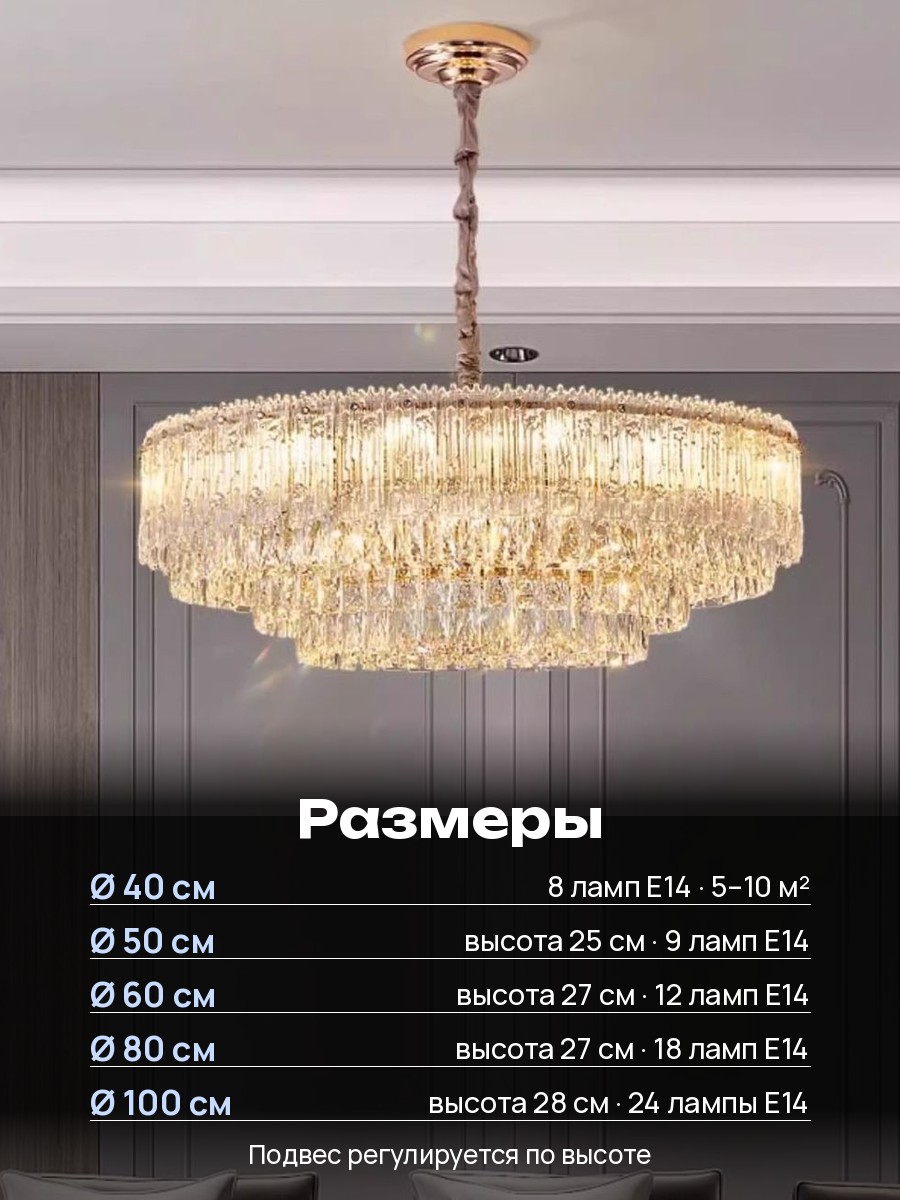 Размеры
Ø 40 см 8 ламп E14 · 5–10 м²
Ø 50 см высота 25 см · 9 ламп E14
Ø 60 см высота 27 см · 12 ламп E14
Ø 80 см высота 27 см · 18 ламп E14
Ø 100 см высота 28 см · 24 лампы E14
Подвес регулируется по высоте